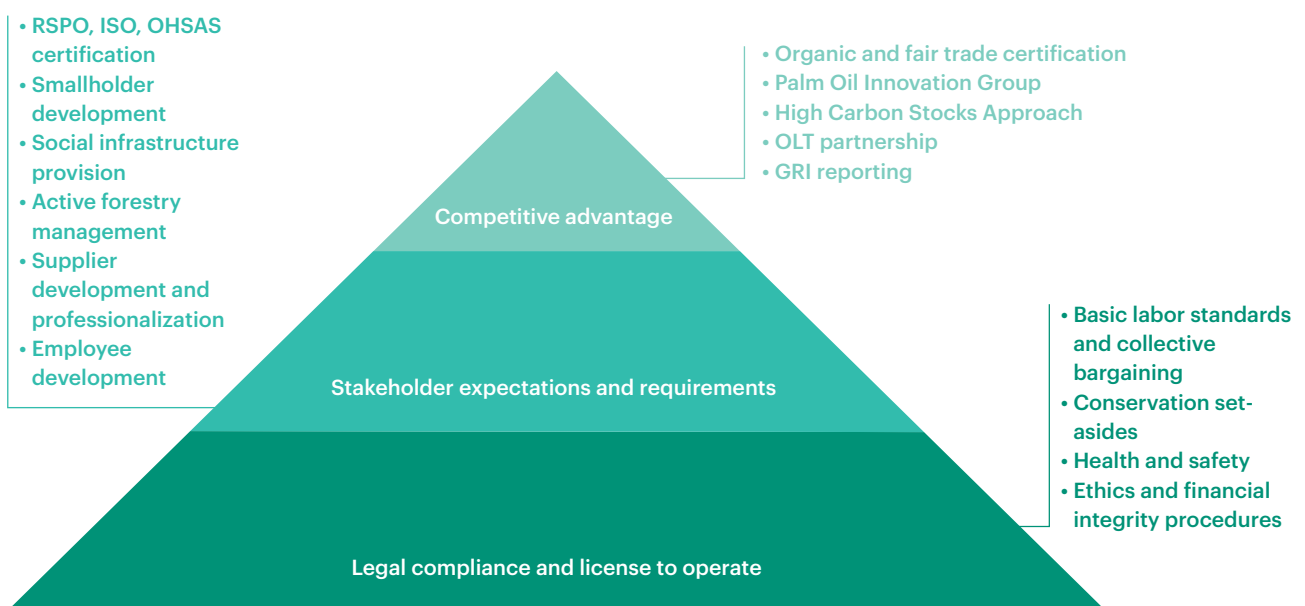 • RSPO, ISO, OHSAS
certification
• Smallholder
development
• Social infrastructure
provision
• Active forestry
management
• Supplier
development and
professionalization
• Employee
development
• Organic and fair trade certification
• Palm Oil Innovation Group
• High Carbon Stocks Approach
• OLT partnership
• GRI reporting
Competitive advantage
Stakeholder expectations and requirements
• Basic labor standards
and collective
bargaining
• Conservation set-
asides
• Health and safety
• Ethics and financial
integrity procedures
Legal compliance and license to operate